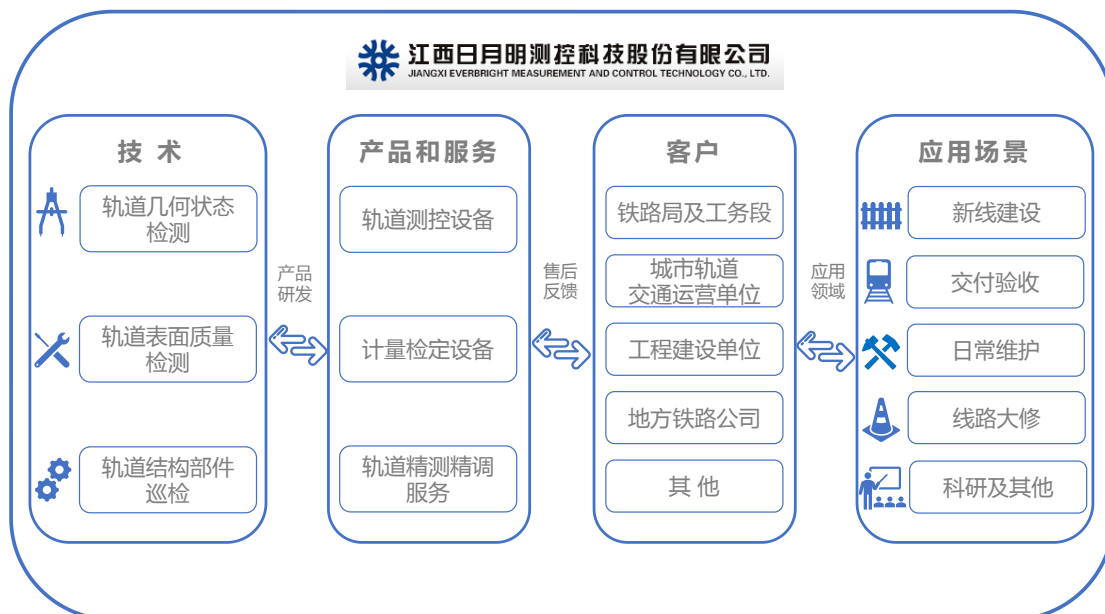 江西日月明测控科技股份有限公司
JIANGXI EVERBRIGHT MEASUREMENT AND CONTROL TECHNOLOGY CO., LTD.
技 术
轨道几何状态
检测
轨道表面质量
检测
轨道结构部件
巡检
产品
研发
产品和服务
轨道测控设备
计量检定设备
轨道精测精调
服务
售后
反馈
客户
铁路局及工务段
城市轨道
交通运营单位
工程建设单位
地方铁路公司
其 他
应用
领域
应用场景
新线建设
交付验收
日常维护
线路大修
科研及其他